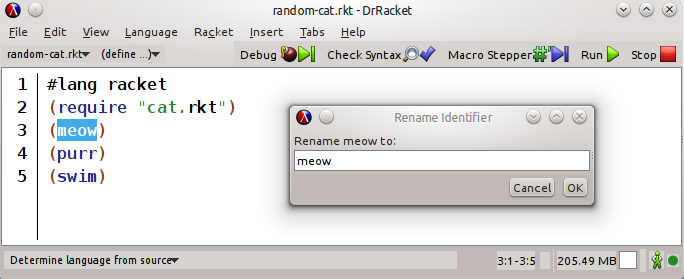 random-cat.rkt - DrRacket
File Edit View Language Racket Insert Tabs Help
random-cat.rkt (define ...) Debug Check Syntax Macro Stepper Run Stop
1 #lang racket
2 (require "cat.rkt")
3 (meow)
4 (purr)
5 (swim)
Rename Identifier
Rename meow to:
meow
Cancel OK
Determine language from source 3:1-3:5 205.49 MB